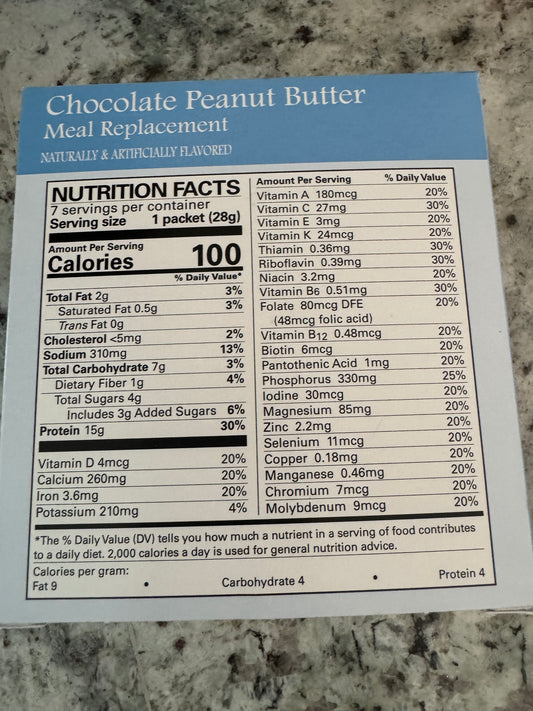 Chocolate Peanut Butter
Meal Replacement
NATURALLY & ARTIFICIALLY FLAVORED
NUTRITION FACTS
7 servings per container
Serving size 1 packet (28g)
Amount Per Serving
Calories 100
% Daily Value*
Total Fat 2g 3%
Saturated Fat 0.5g 3%
Trans Fat 0g
Cholesterol <5mg 2%
Sodium 310mg 13%
Total Carbohydrate 7g 3%
Dietary Fiber 1g 4%
Total Sugars 4g
Includes 3g Added Sugars 6%
Protein 15g 30%
Vitamin D 4mcg 20%
Calcium 260mg 20%
Iron 3.6mg 20%
Potassium 210mg 4%
Amount Per Serving % Daily Value
Vitamin A 180mcg 20%
Vitamin C 27mg 30%
Vitamin E 3mg 20%
Vitamin K 24mcg 20%
Thiamin 0.36mg 30%
Riboflavin 0.39mg 30%
Niacin 3.2mg 20%
Vitamin B6 0.51mg 30%
Folate 80mcg DFE 20%
(48mcg folic acid)
Vitamin B12 0.48mcg 20%
Biotin 6mcg 20%
Pantothenic Acid 1mg 20%
Phosphorus 330mg 25%
Iodine 30mcg 20%
Magnesium 85mg 20%
Zinc 2.2mg 20%
Selenium 11mcg 20%
Copper 0.18mg 20%
Manganese 0.46mg 20%
Chromium 7mcg 20%
Molybdenum 9mcg 20%
*The % Daily Value (DV) tells you how much a nutrient in a serving of food contributes
to a daily diet. 2,000 calories a day is used for general nutrition advice.
Calories per gram:
Fat 9 • Carbohydrate 4 • Protein 4